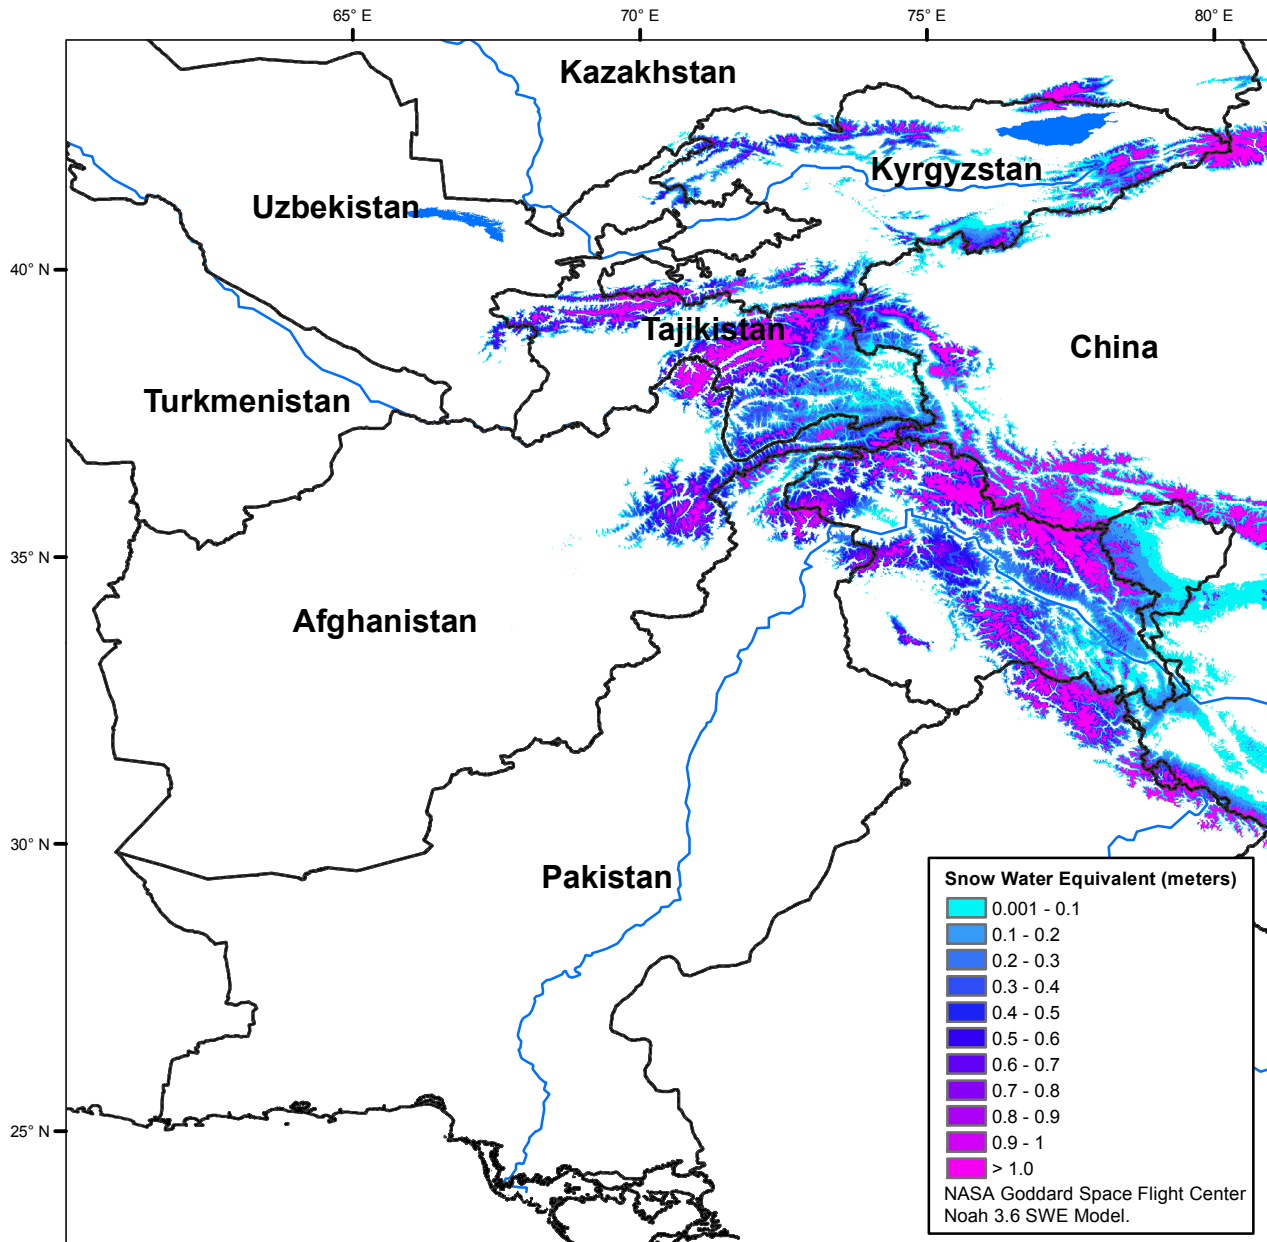 65° E
70° E
75° E
80° E
Kazakhstan
Kyrgyzstan
Uzbekistan
40° N
Tajikistan
China
Turkmenistan
35° N
Afghanistan
30° N
Pakistan
25° N
Snow Water Equivalent (meters)
0.001 - 0.1
0.1 - 0.2
0.2 - 0.3
0.3 - 0.4
0.4 - 0.5
0.5 - 0.6
0.6 - 0.7
0.7 - 0.8
0.8 - 0.9
0.9 - 1
> 1.0
NASA Goddard Space Flight Center
Noah 3.6 SWE Model.